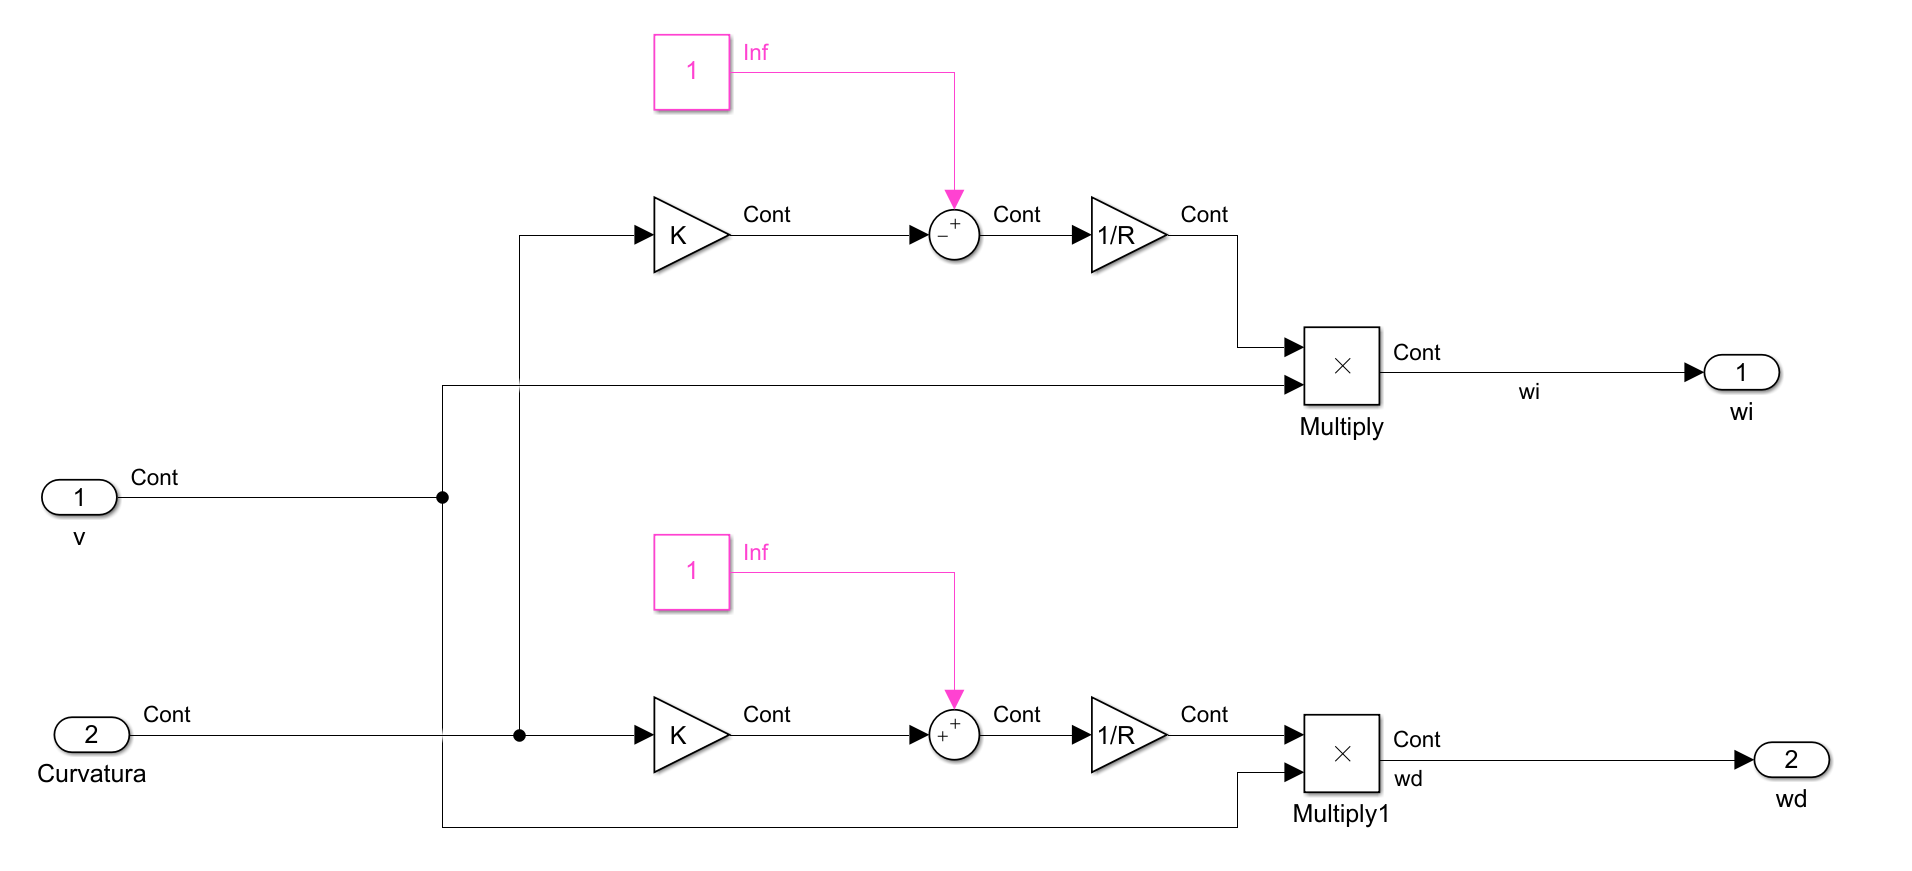 1 Inf
K Cont − + Cont 1/R Cont
× Cont
Multiply
wi
1
wi
1 Cont
v
1 Inf
2 Cont
Curvatura
K Cont + + Cont 1/R Cont
× Cont
wd
Multiply1
2
wd